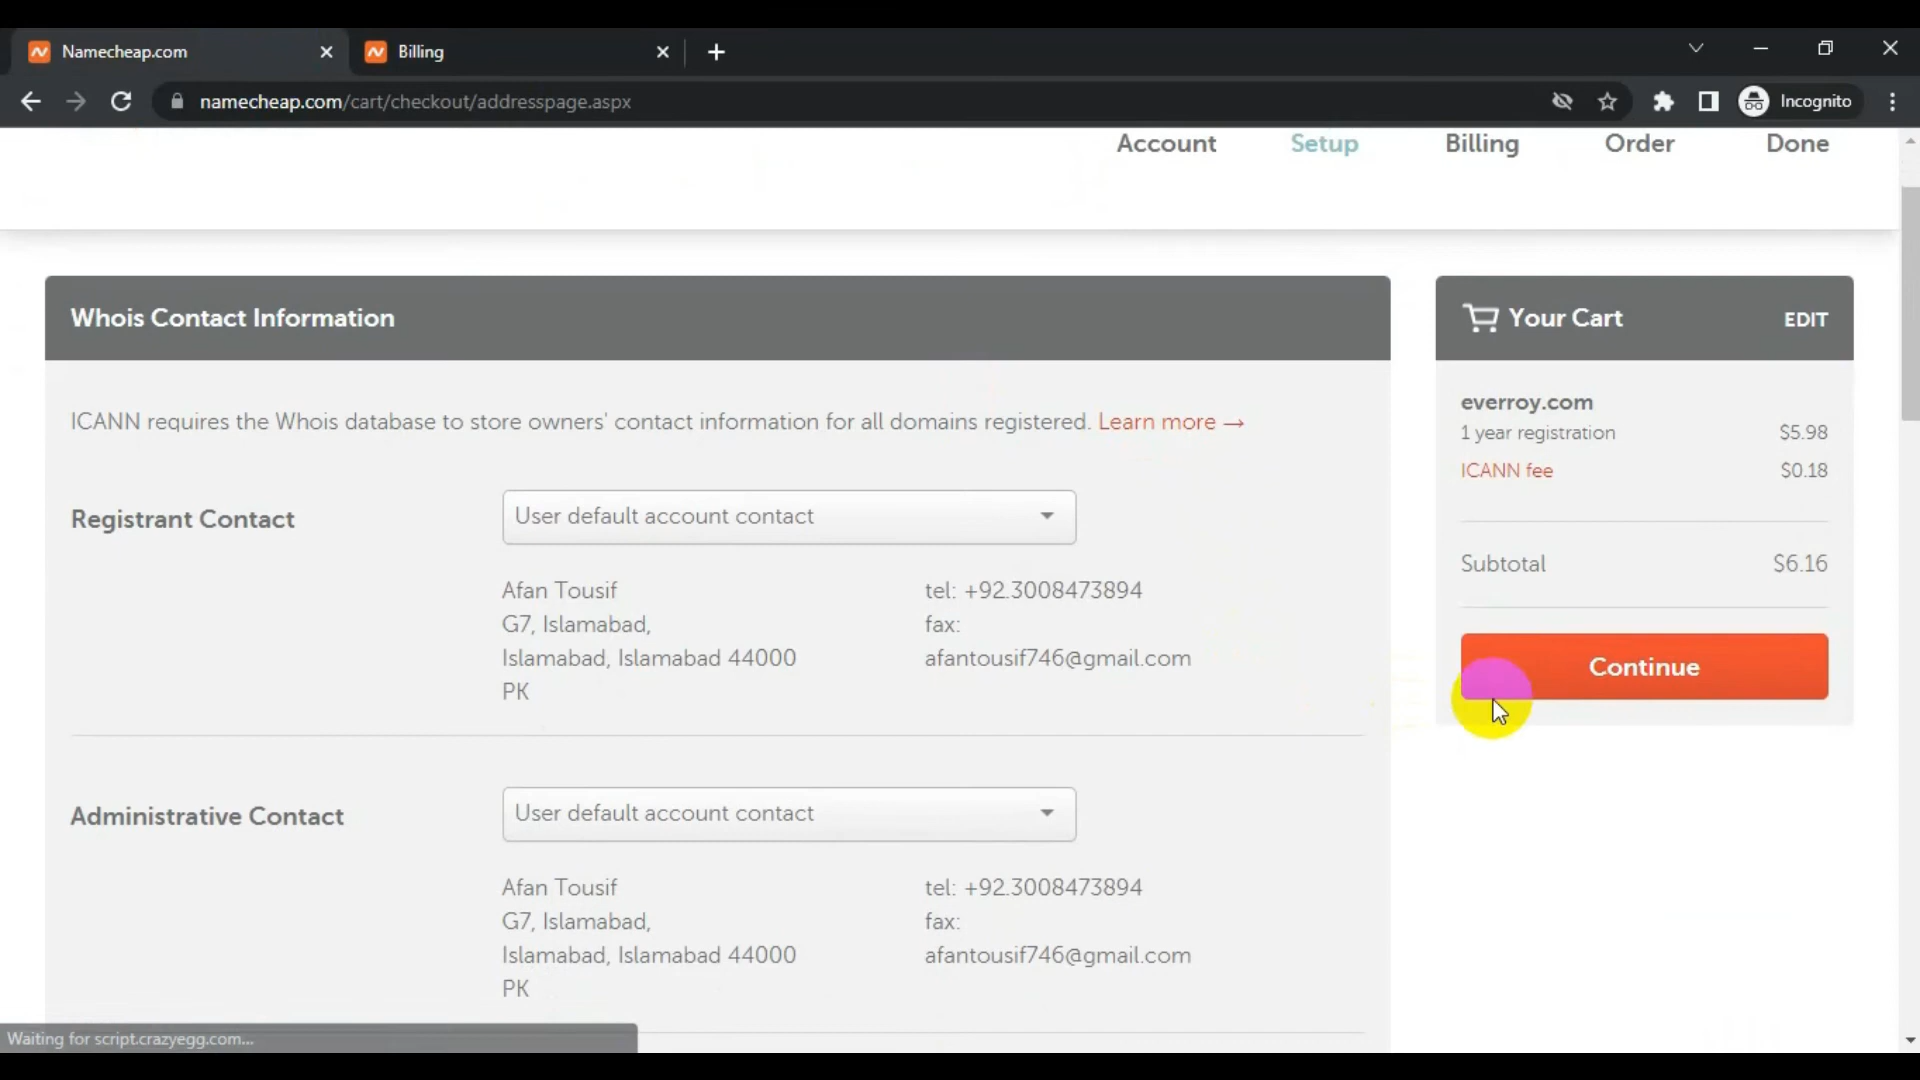 Namecheap.com
Billing
namecheap.com/cart/checkout/addresspage.aspx
Incognito
Account Setup Billing Order Done
Whois Contact Information
ICANN requires the Whois database to store owners' contact information for all domains registered. Learn more →
Registrant Contact
User default account contact
Afan Tousif
G7, Islamabad,
Islamabad, Islamabad 44000
PK
tel: +92.3008473894
fax:
afantousif746@gmail.com
Administrative Contact
User default account contact
Afan Tousif
G7, Islamabad,
Islamabad, Islamabad 44000
PK
tel: +92.3008473894
fax:
afantousif746@gmail.com
Your Cart EDIT
everroy.com
1 year registration $5.98
ICANN fee $0.18
Subtotal $6.16
Continue
Waiting for script.crazyegg.com...